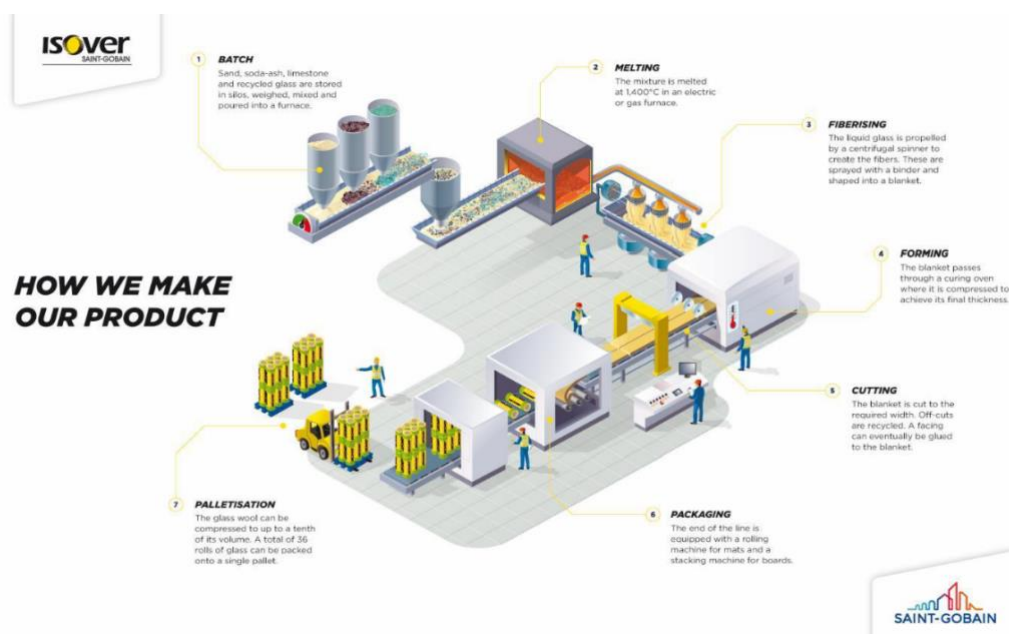 ISOVER
SAINT-GOBAIN
1
BATCH
Sand, soda-ash, limestone
and recycled glass are stored
in silos, weighed, mixed and
poured into a furnace.
2
MELTING
The mixture is melted
at 1,400°C in an electric
or gas furnace.
3
FIBERISING
The liquid glass is propelled
by a centrifugal spinner to
create the fibers. These are
sprayed with a binder and
shaped into a blanket.
HOW WE MAKE
OUR PRODUCT
4
FORMING
The blanket passes
through a curing oven
where it is compressed to
achieve its final thickness.
5
CUTTING
The blanket is cut to the
required width. Off-cuts
are recycled. A facing
can eventually be glued
to the blanket.
6
PACKAGING
The end of the line is
equipped with a rolling
machine for mats and a
stacking machine for boards.
7
PALLETISATION
The glass wool can be
compressed to up to a tenth
of its volume. A total of 36
rolls of glass can be packed
onto a single pallet.
SAINT-GOBAIN